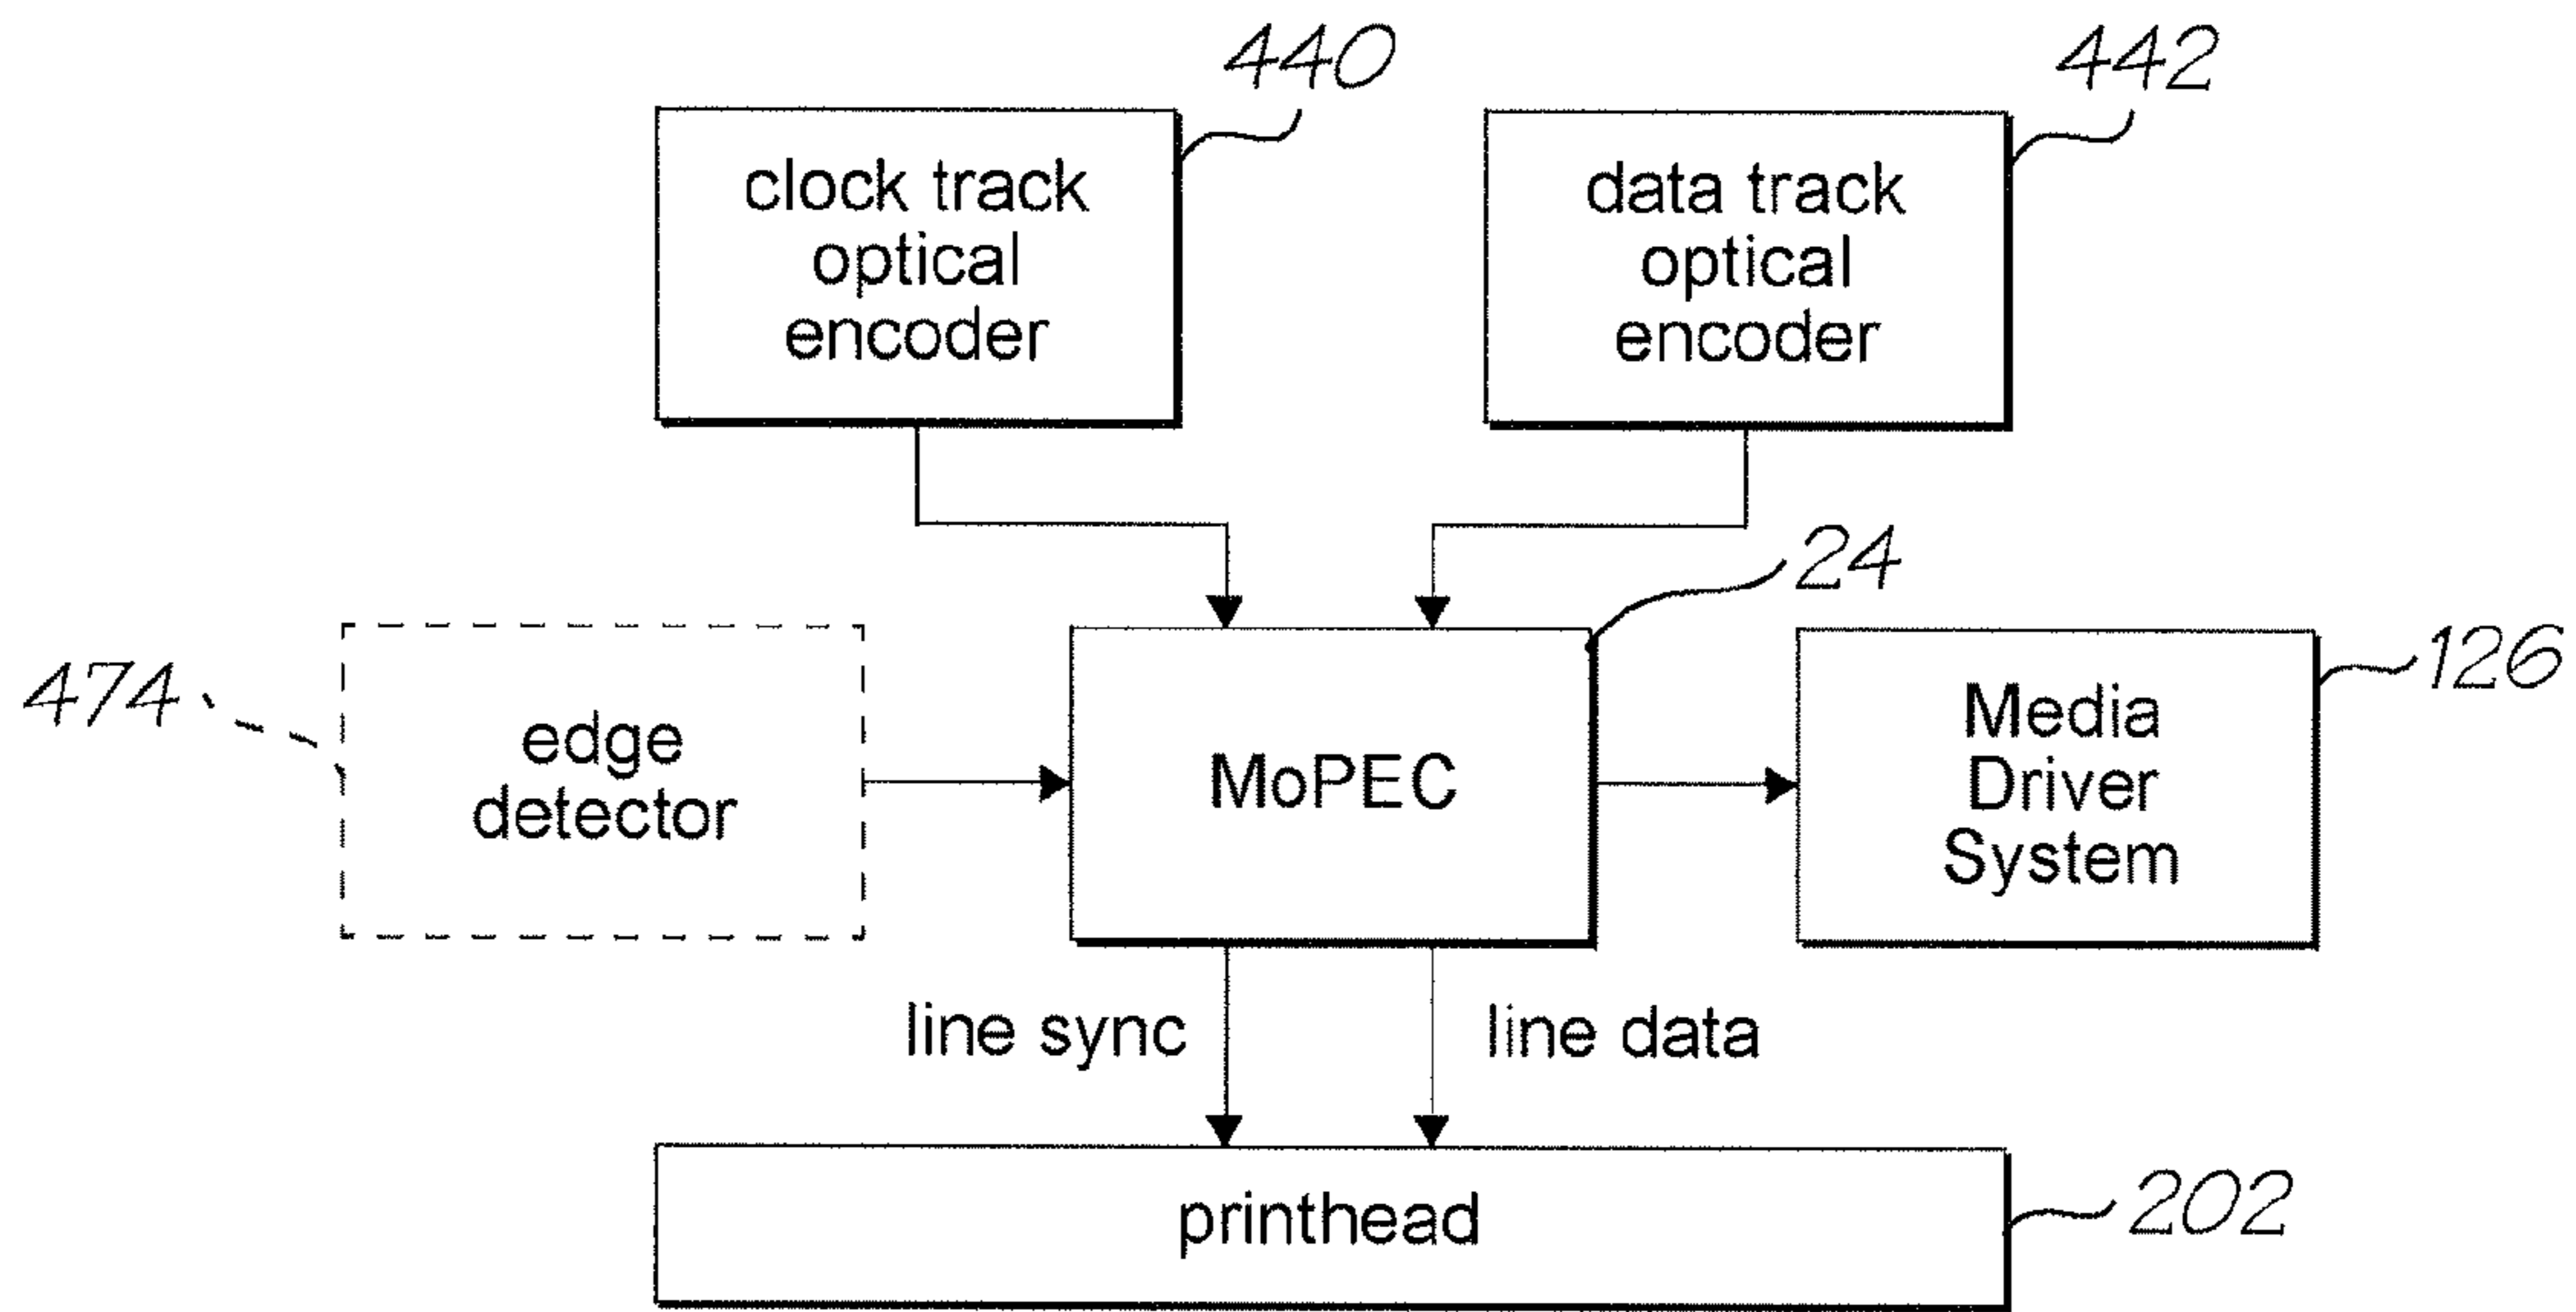 440
442
clock track
optical
encoder
data track
optical
encoder
24
474
edge
detector
MoPEC
Media
Driver
System
126
line sync
line data
printhead
202